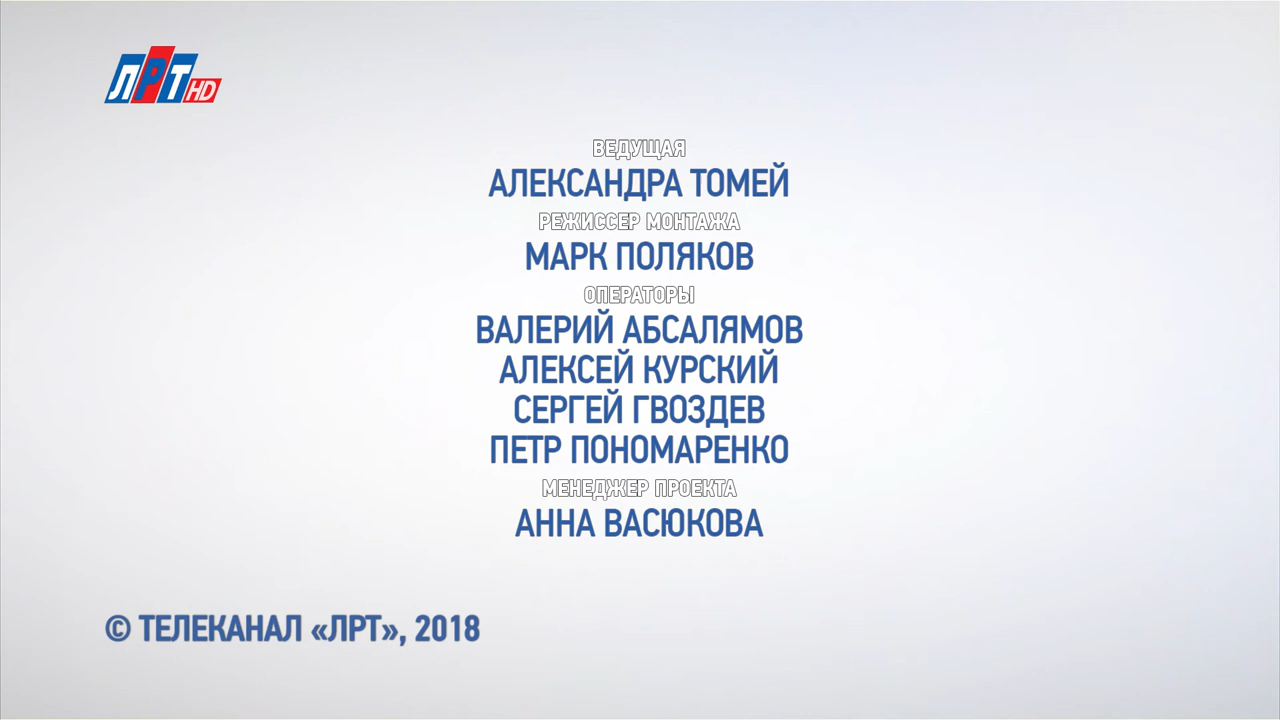 ЛРТ HD
ВЕДУЩАЯ
АЛЕКСАНДРА ТОМЕЙ
РЕЖИССЕР МОНТАЖА
МАРК ПОЛЯКОВ
ОПЕРАТОРЫ
ВАЛЕРИЙ АБСАЛЯМОВ
АЛЕКСЕЙ КУРСКИЙ
СЕРГЕЙ ГВОЗДЕВ
ПЕТР ПОНОМАРЕНКО
МЕНЕДЖЕР ПРОЕКТА
АННА ВАСЮКОВА
© ТЕЛЕКАНАЛ «ЛРТ», 2018